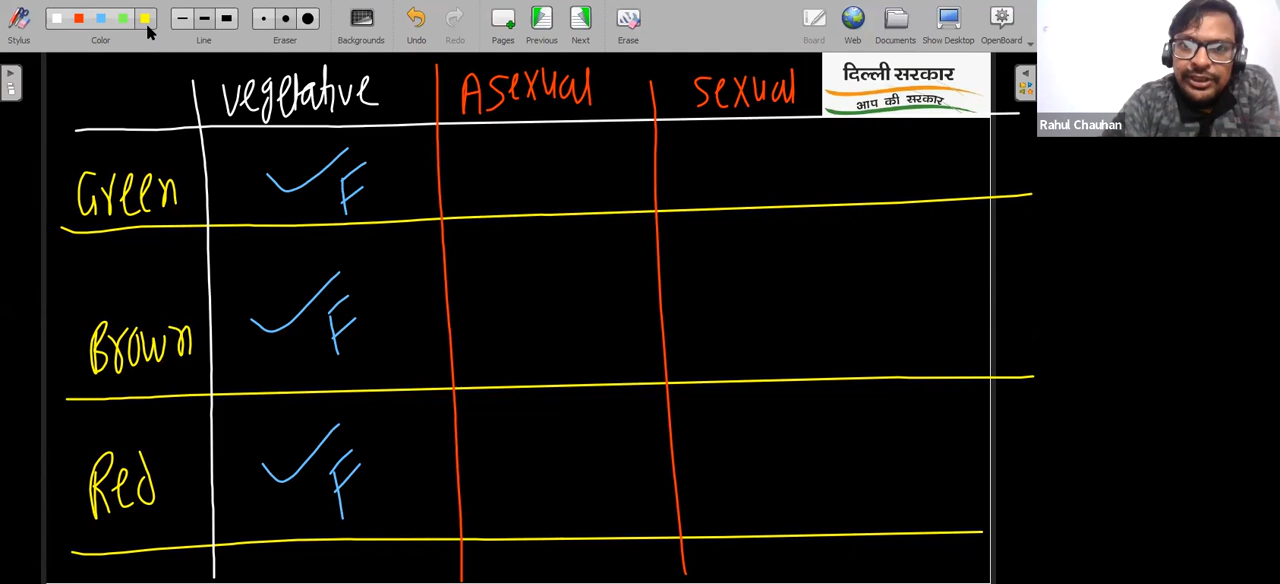 Stylus Color Line Eraser Backgrounds Undo Redo Pages Previous Next Erase Board Web Documents Show Desktop OpenBoard
vegetative Asexual sexual
दिल्ली सरकार
आप की सरकार
Rahul Chauhan
Green F
Brown F
Red F